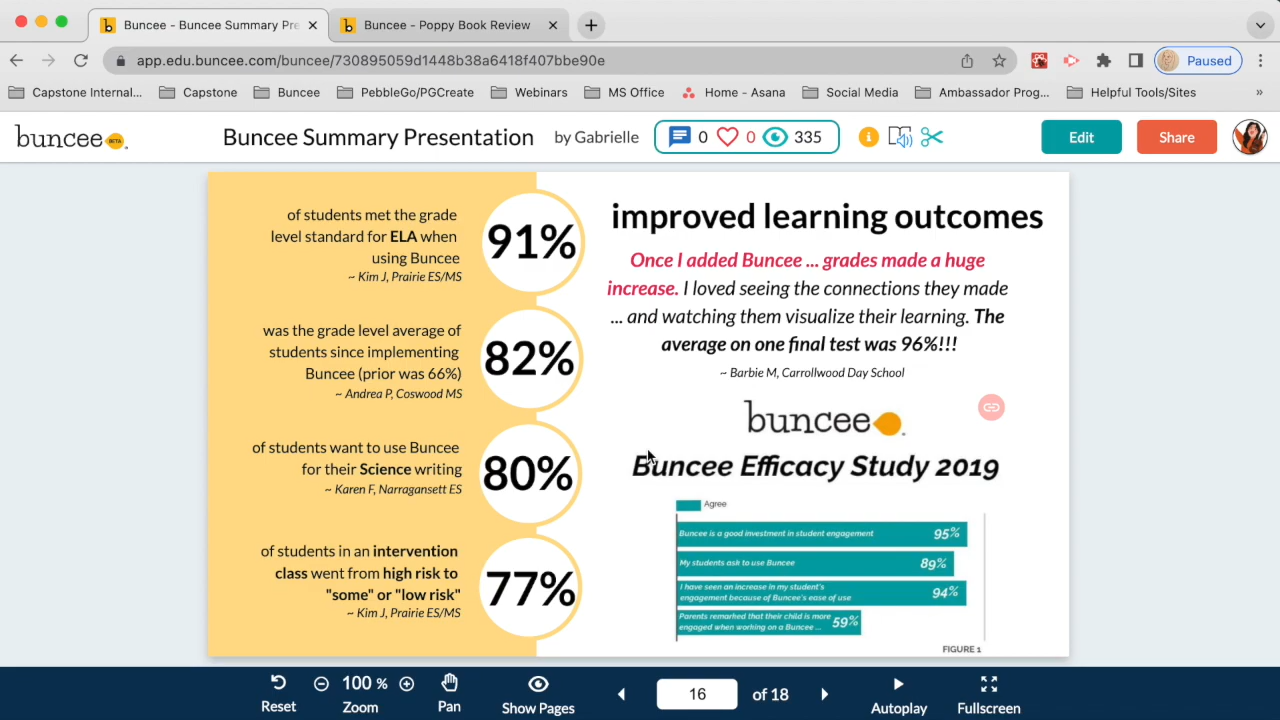 Buncee - Buncee Summary Pre
Buncee - Poppy Book Review
app.edu.buncee.com/buncee/730895059d1448b38a6418f407bbe90e
Paused
Capstone Internal...
Capstone
Buncee
PebbleGo/PGCreate
Webinars
MS Office
Home - Asana
Social Media
Ambassador Prog...
Helpful Tools/Sites
»
buncee BETA
Buncee Summary Presentation
by Gabrielle
0
0
335
Edit
Share
of students met the grade
level standard for ELA when
using Buncee
~ Kim J, Prairie ES/MS
91%
was the grade level average of
students since implementing
Buncee (prior was 66%)
~ Andrea P, Coswood MS
82%
of students want to use Buncee
for their Science writing
~ Karen F, Narragansett ES
80%
of students in an intervention
class went from high risk to
"some" or "low risk"
~ Kim J, Prairie ES/MS
77%
improved learning outcomes
Once I added Buncee ... grades made a huge
increase. I loved seeing the connections they made
... and watching them visualize their learning. The
average on one final test was 96%!!!
~ Barbie M, Carrollwood Day School
buncee
Buncee Efficacy Study 2019
Agree
Buncee is a good investment in student engagement 95%
My students ask to use Buncee 89%
I have seen an increase in my student's
engagement because of Buncee's ease of use 94%
Parents remarked that their child is more
engaged when working on a Buncee ... 59%
FIGURE 1
Reset
100 %
Zoom
Pan
Show Pages
16
of 18
Autoplay
Fullscreen